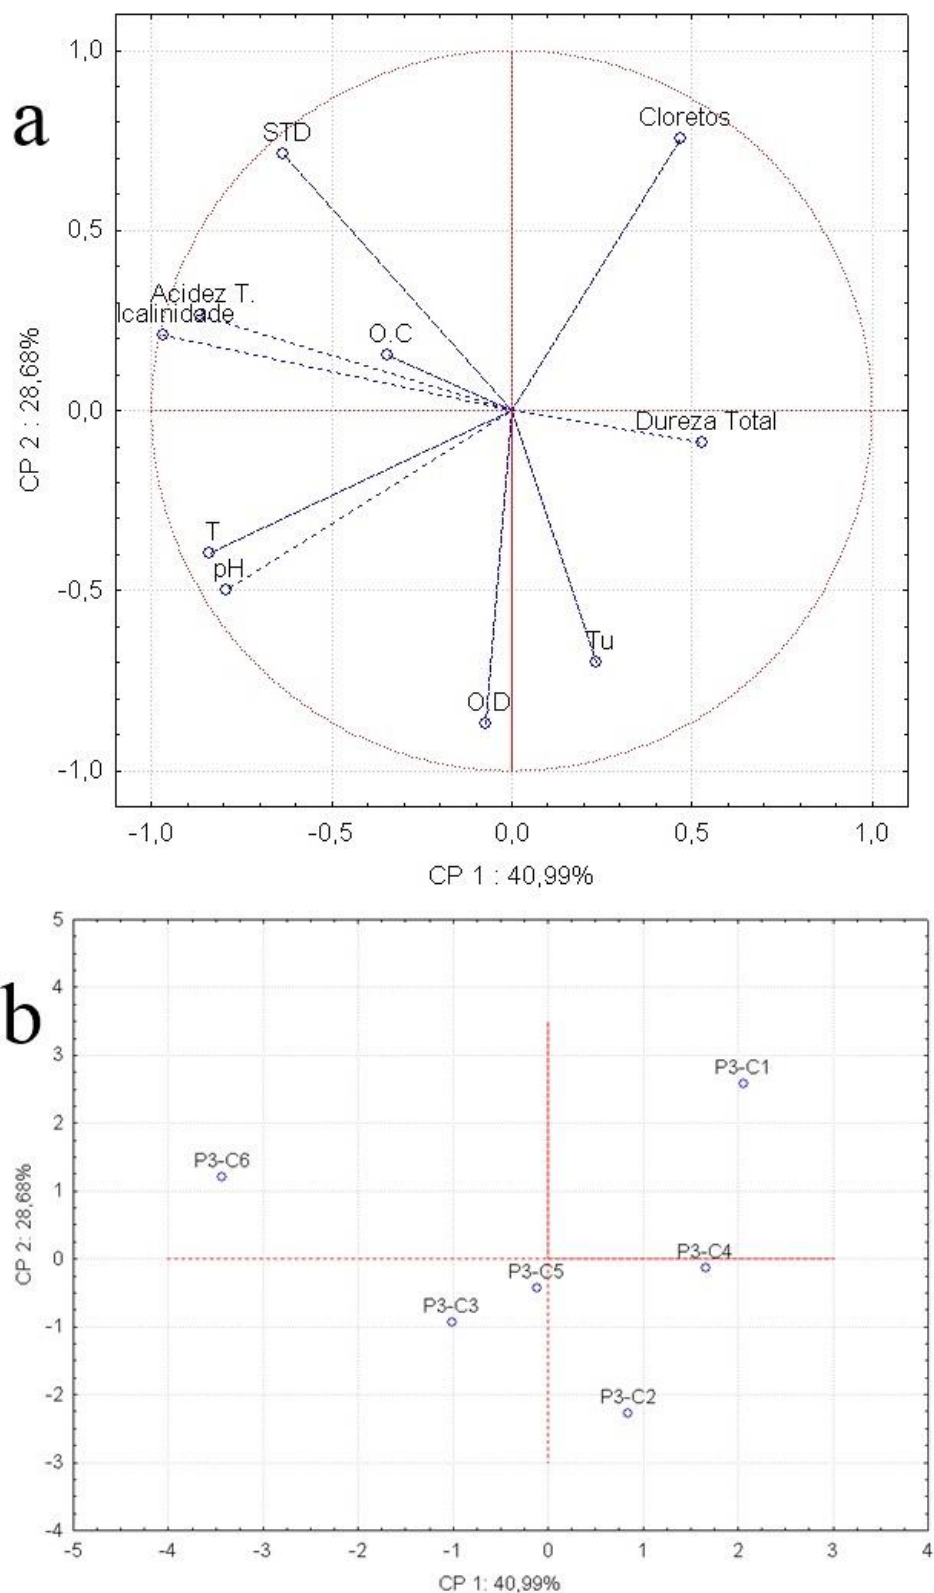 a
1,0
0,5
0,0
-0,5
-1,0
CP 2 : 28,68%
STD
Cloretos
Acidez T.
lcalinidade
O.C
Dureza Total
T
pH
Tu
O.D
-1,0 -0,5 0,0 0,5 1,0
CP 1 : 40,99%
b
5
4
3
2
1
0
-1
-2
-3
-4
CP 2: 28,68%
P3-C1
P3-C6
P3-C4
P3-C5
P3-C3
P3-C2
-5 -4 -3 -2 -1 0 1 2 3 4
CP 1: 40,99%